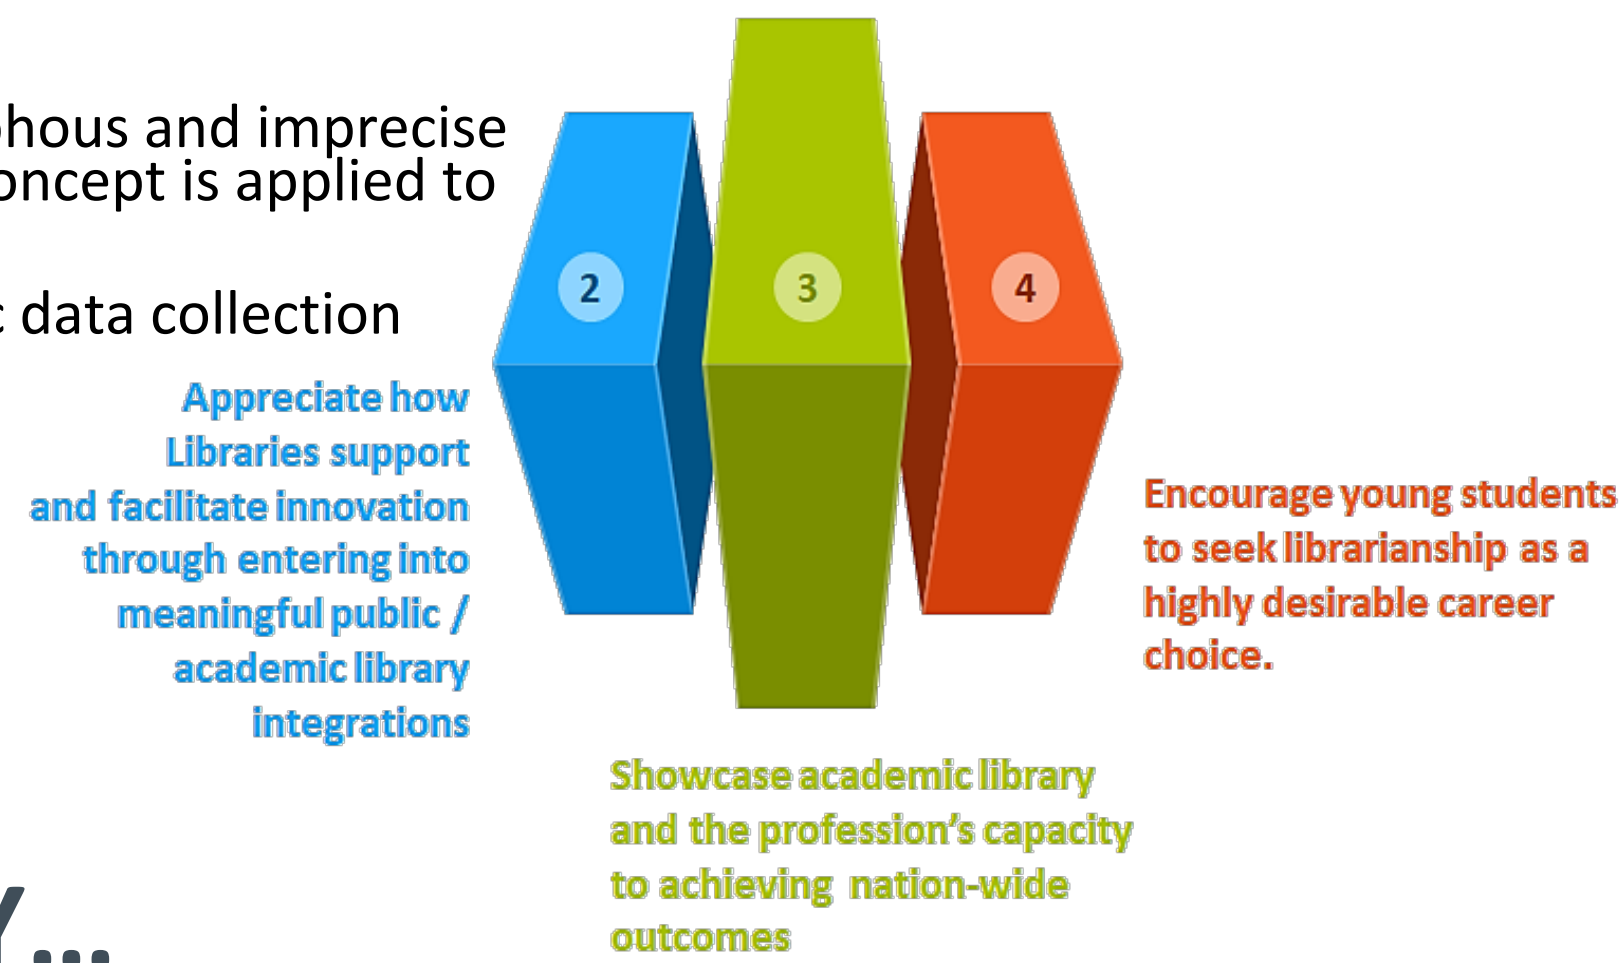 phous and imprecise
oncept is applied to
c data collection
2
3
4
Appreciate how
Libraries support
and facilitate innovation
through entering into
meaningful public /
academic library
integrations
Encourage young students
to seek librarianship as a
highly desirable career
choice.
Showcase academic library
and the profession’s capacity
to achieving nation-wide
outcomes
Y...